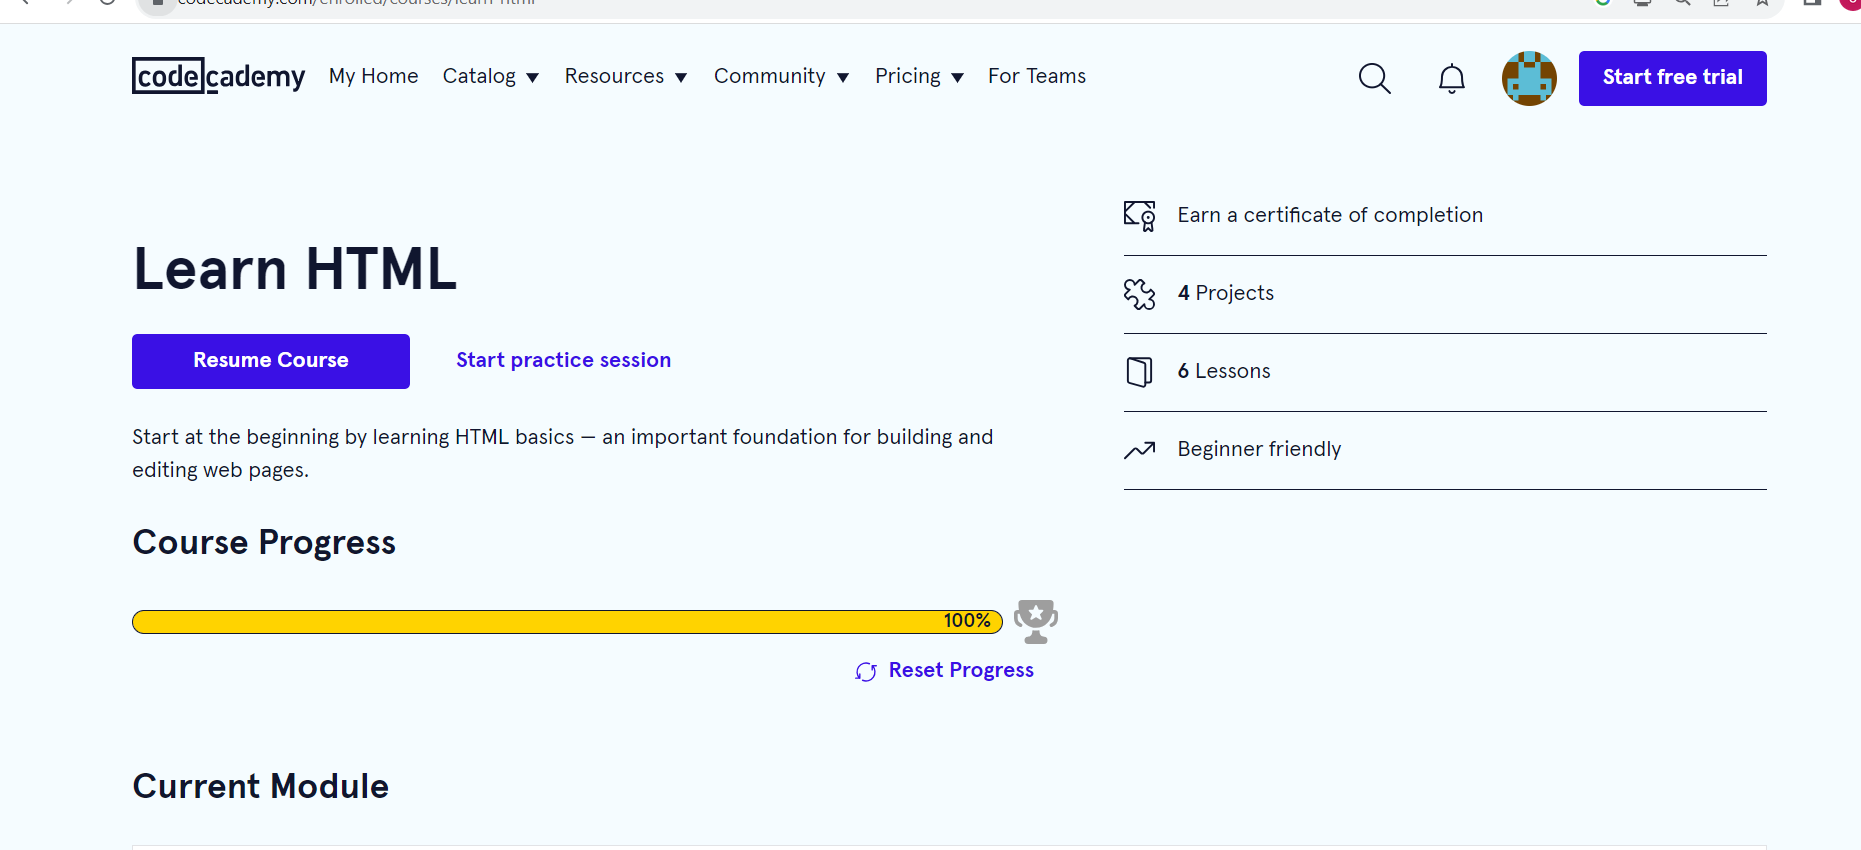 codecademy.com/enrolled/courses/learn-html
codecademy My Home Catalog Resources Community Pricing For Teams Start free trial
Earn a certificate of completion
Learn HTML
4 Projects
Resume Course Start practice session
6 Lessons
Start at the beginning by learning HTML basics — an important foundation for building and
editing web pages.
Beginner friendly
Course Progress
100%
Reset Progress
Current Module